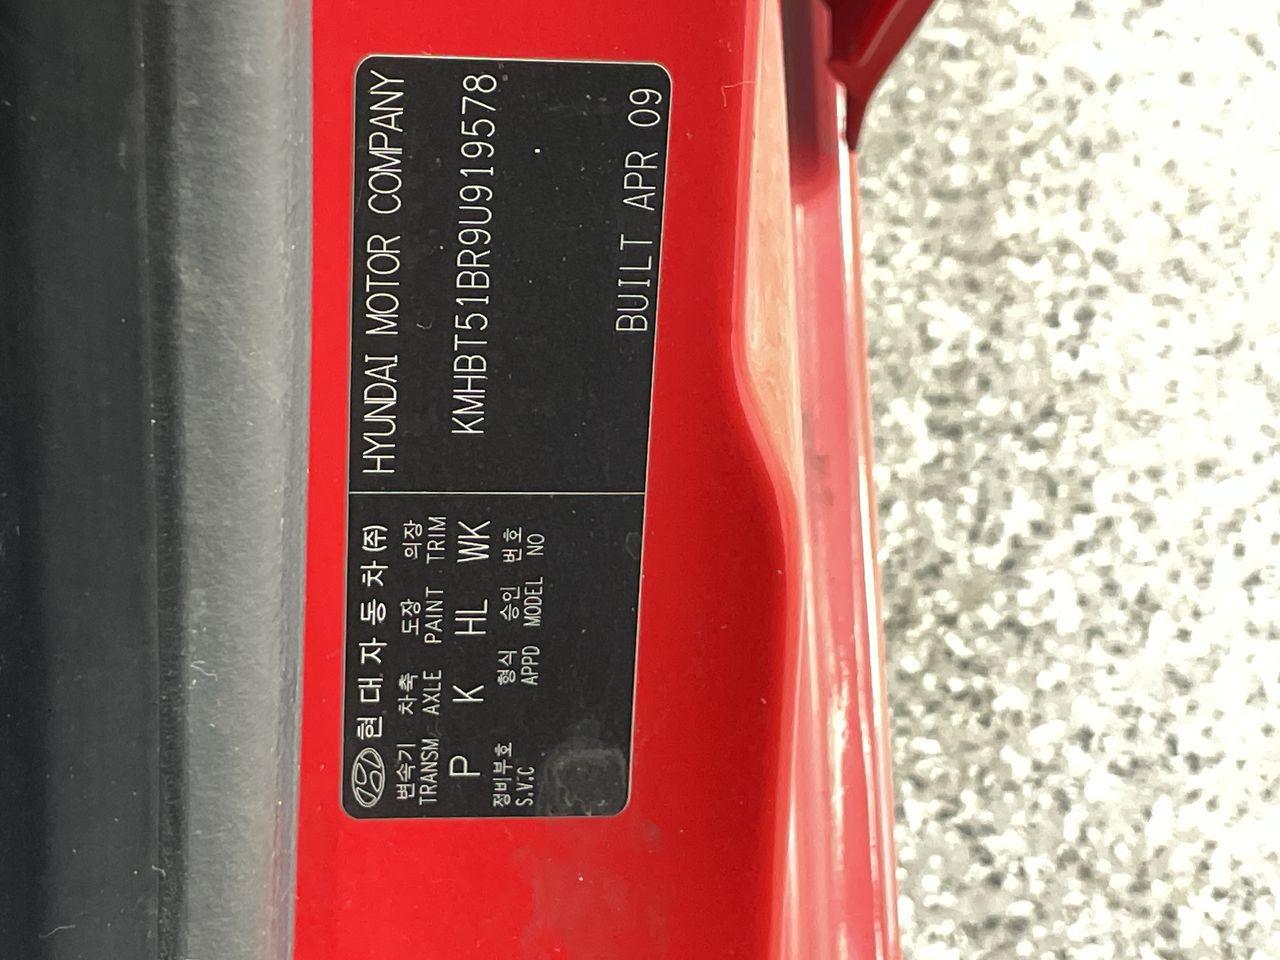 현대자동차(주)
HYUNDAI MOTOR COMPANY
변속기 차축 도장 의장
TRANSM AXLE PAINT TRIM
P K HL WK
KMHBT51BR9U919578
정비부호 형식 승인 번호
S.V.C APPD MODEL NO
BUILT APR 09